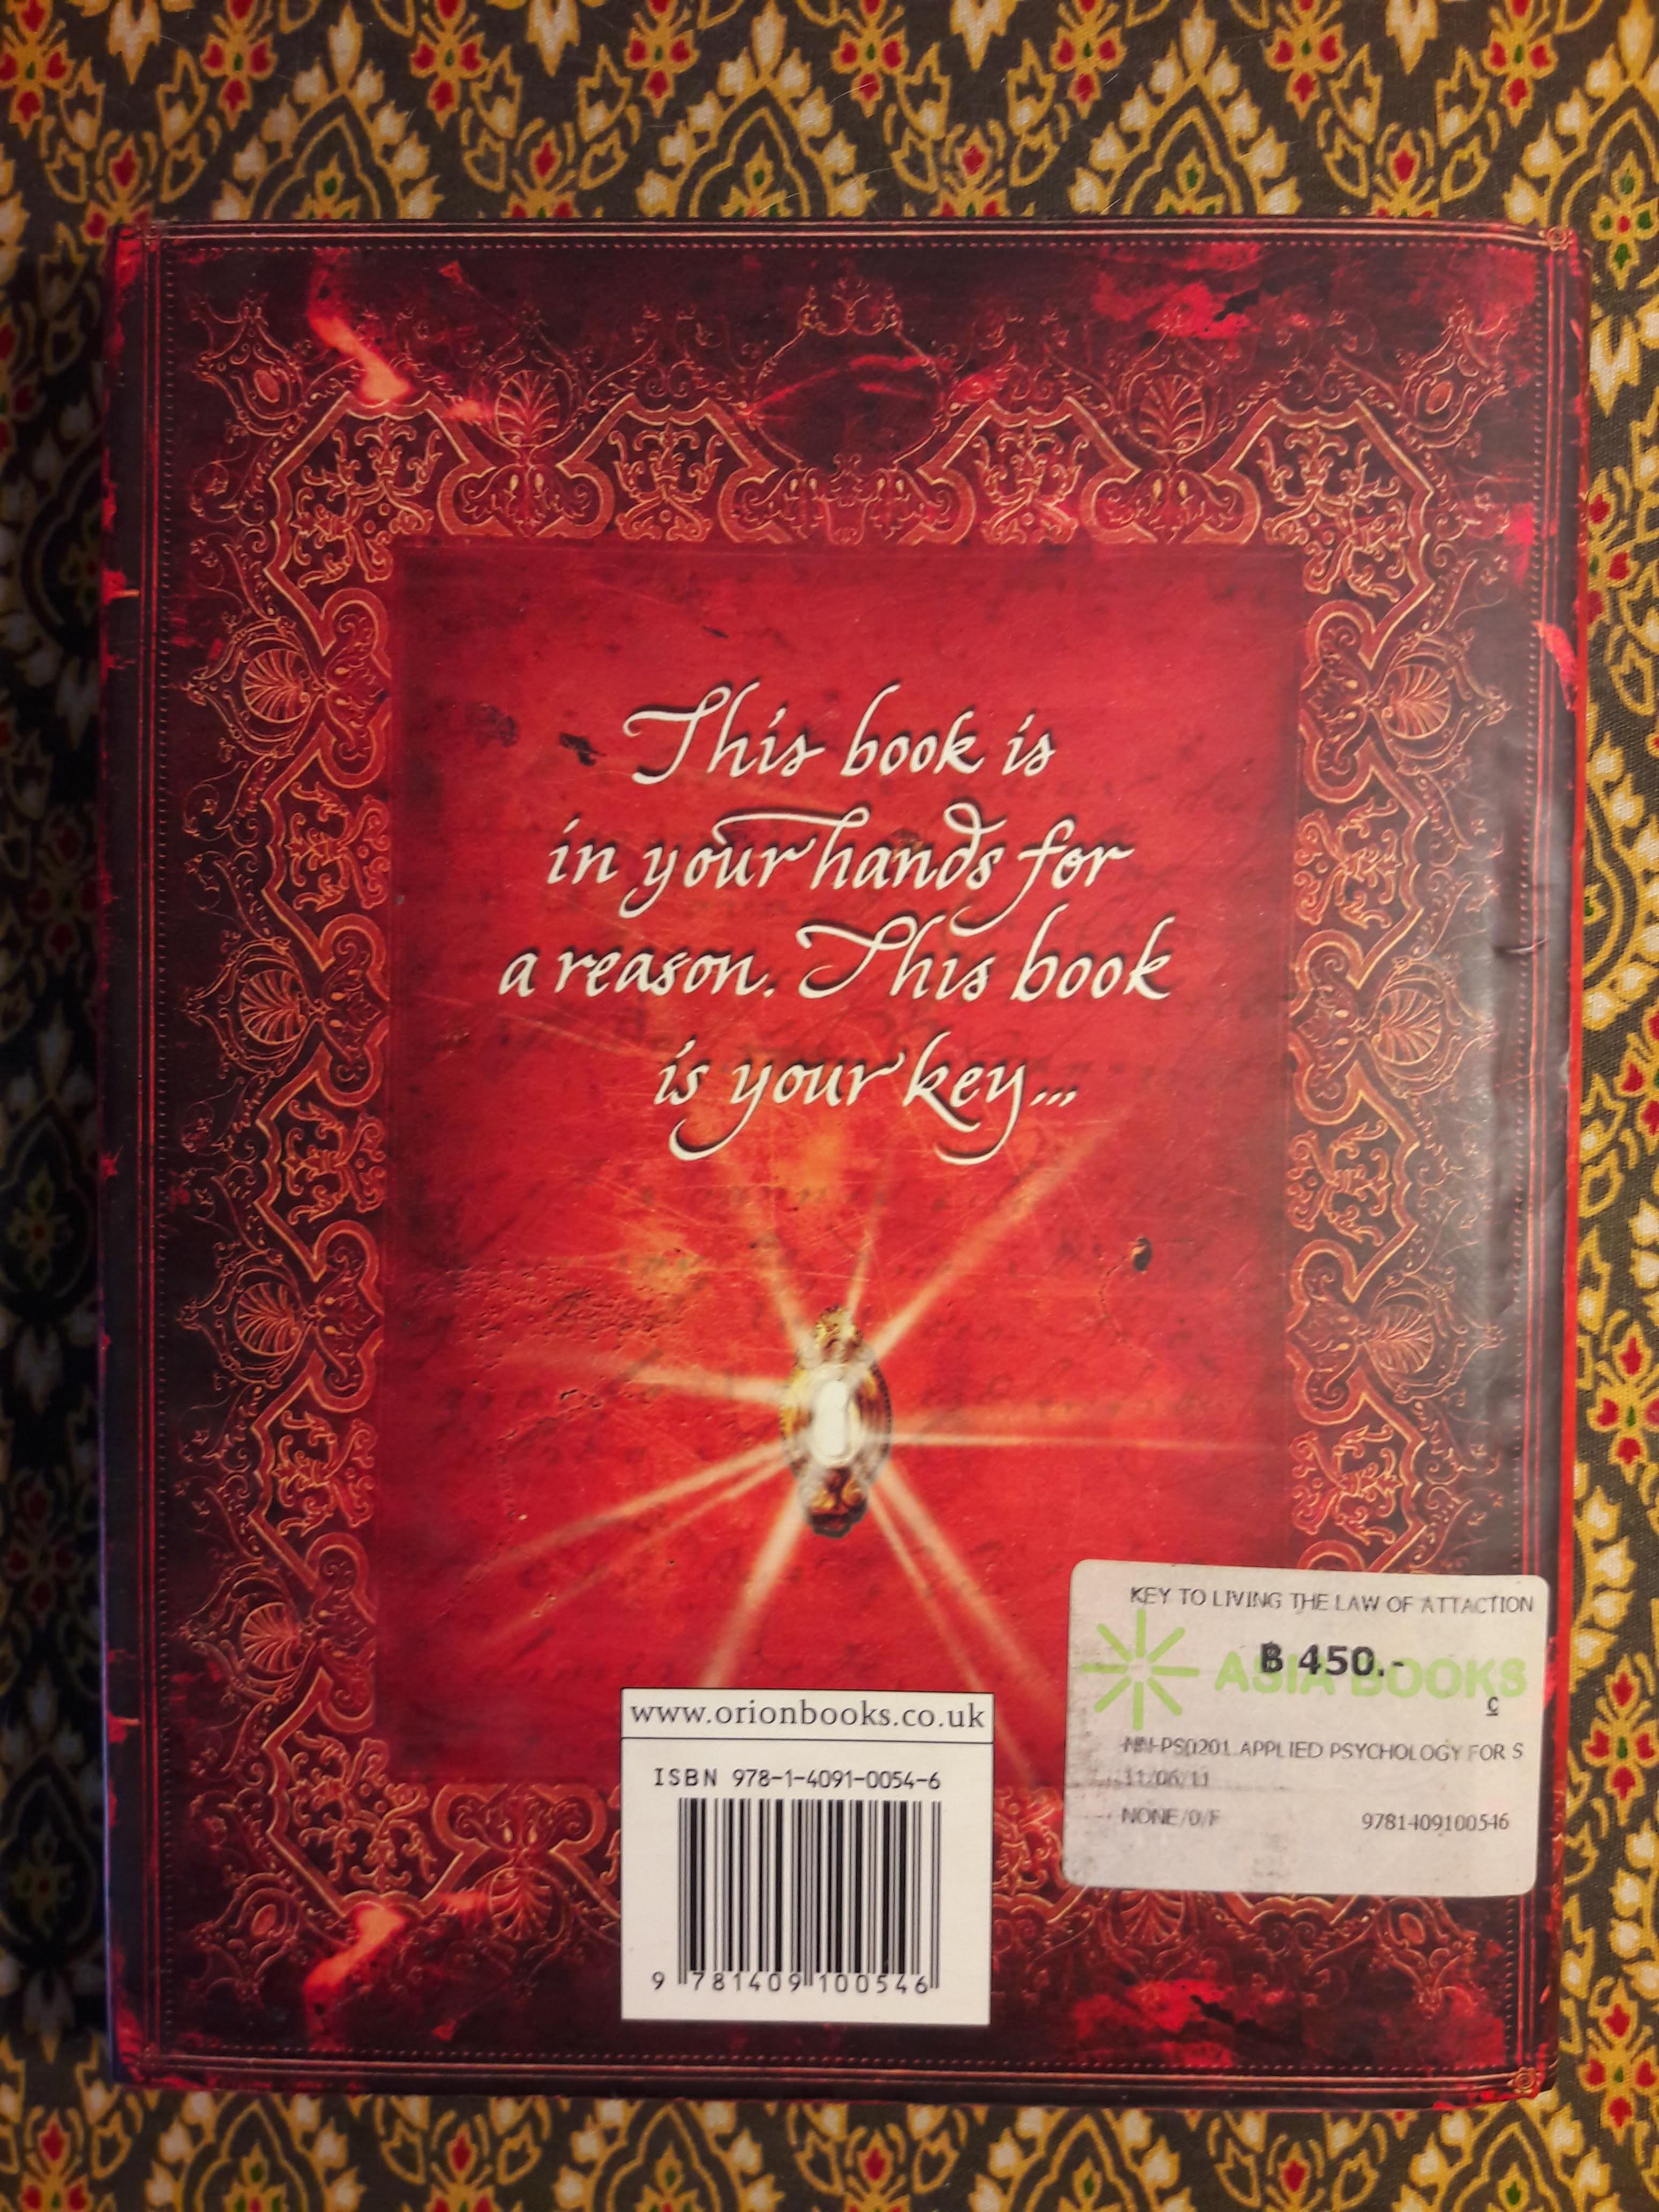 This book is
in your hands for
a reason. This book
is your key...
www.orionbooks.co.uk
ISBN 978-1-4091-0054-6
9 781409 100546
KEY TO LIVING THE LAW OF ATTACTION
฿ 450.-
ASIA BOOKS
c
NN-PS0201 APPLIED PSYCHOLOGY FOR S
11/06/11
NONE/0/F 9781409100546